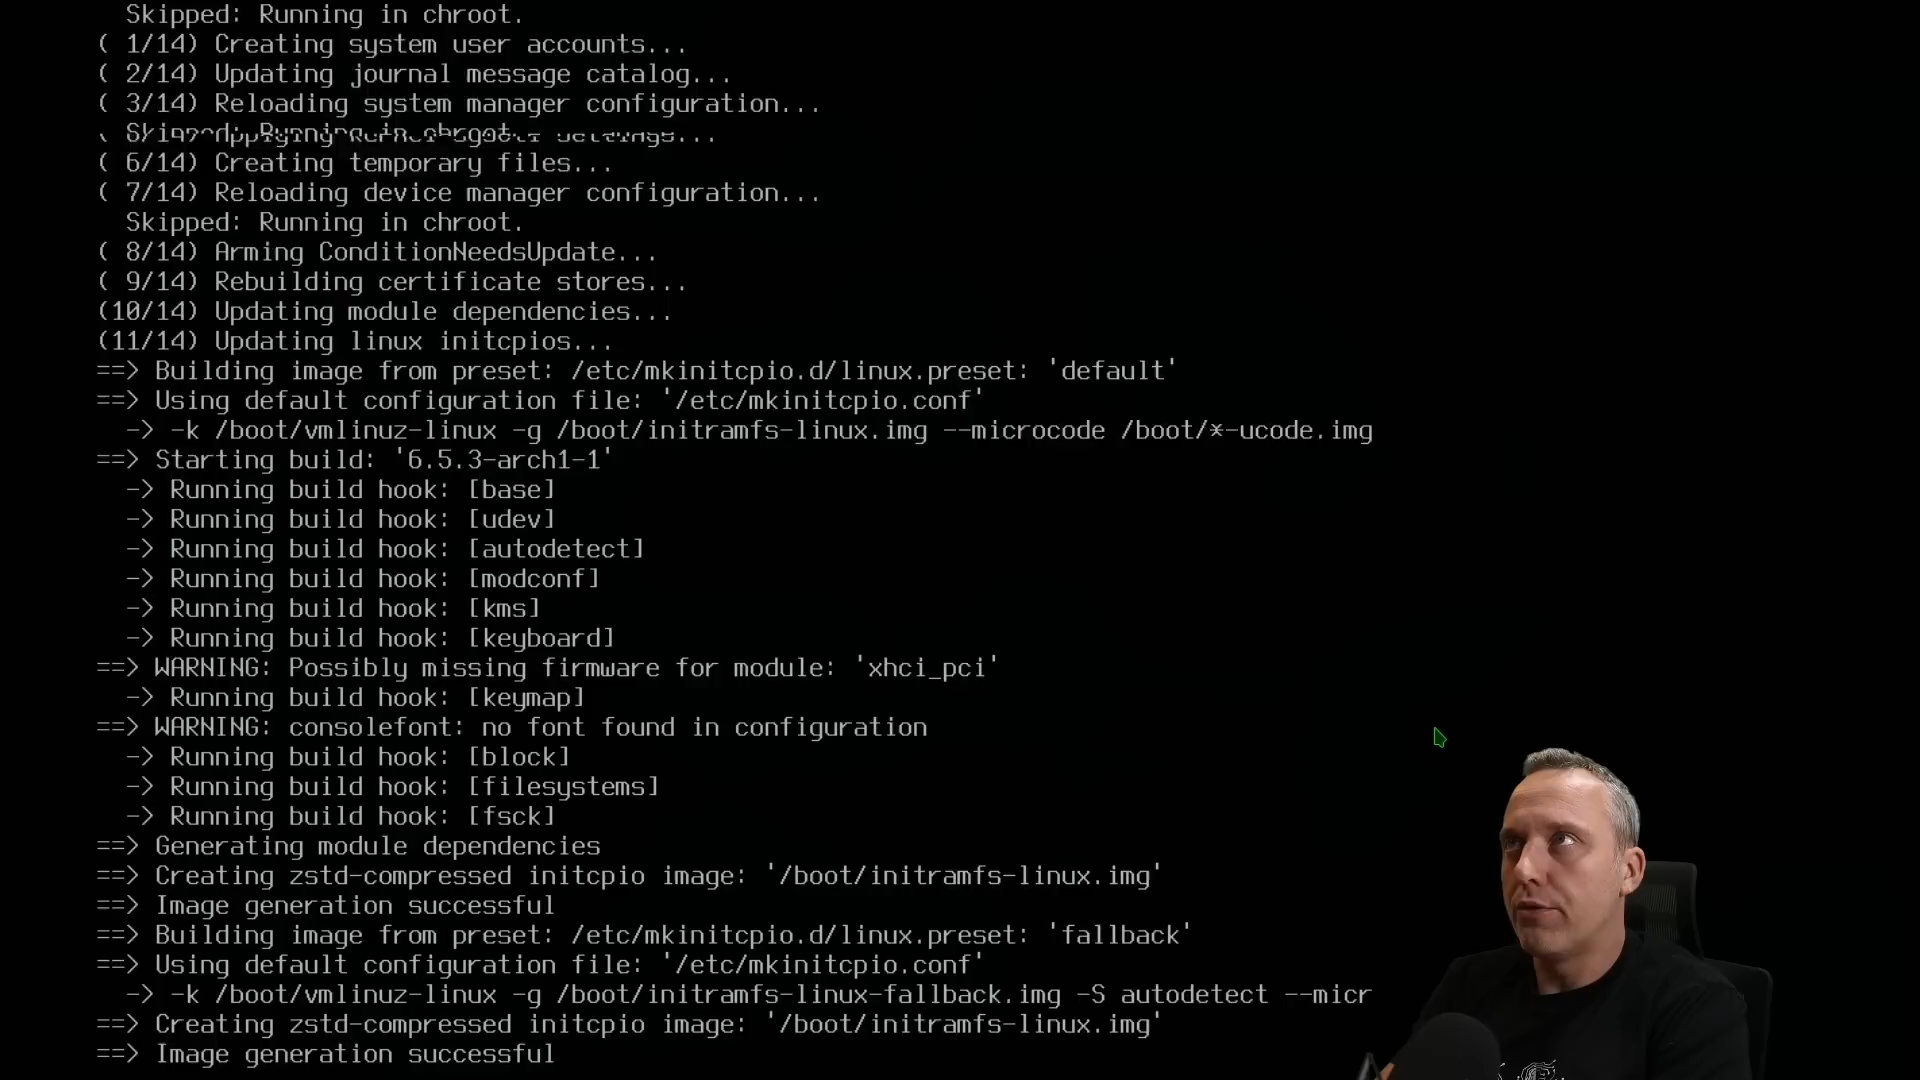 Skipped: Running in chroot.
( 1/14) Creating system user accounts...
( 2/14) Updating journal message catalog...
( 3/14) Reloading system manager configuration...
Skipped: Running in chroot.
( 6/14) Creating temporary files...
( 7/14) Reloading device manager configuration...
Skipped: Running in chroot.
( 8/14) Arming ConditionNeedsUpdate...
( 9/14) Rebuilding certificate stores...
(10/14) Updating module dependencies...
(11/14) Updating linux initcpios...
==> Building image from preset: /etc/mkinitcpio.d/linux.preset: 'default'
==> Using default configuration file: '/etc/mkinitcpio.conf'
-> -k /boot/vmlinuz-linux -g /boot/initramfs-linux.img --microcode /boot/*-ucode.img
==> Starting build: '6.5.3-arch1-1'
-> Running build hook: [base]
-> Running build hook: [udev]
-> Running build hook: [autodetect]
-> Running build hook: [modconf]
-> Running build hook: [kms]
-> Running build hook: [keyboard]
==> WARNING: Possibly missing firmware for module: 'xhci_pci'
-> Running build hook: [keymap]
==> WARNING: consolefont: no font found in configuration
-> Running build hook: [block]
-> Running build hook: [filesystems]
-> Running build hook: [fsck]
==> Generating module dependencies
==> Creating zstd-compressed initcpio image: '/boot/initramfs-linux.img'
==> Image generation successful
==> Building image from preset: /etc/mkinitcpio.d/linux.preset: 'fallback'
==> Using default configuration file: '/etc/mkinitcpio.conf'
-> -k /boot/vmlinuz-linux -g /boot/initramfs-linux-fallback.img -S autodetect --micr
==> Creating zstd-compressed initcpio image: '/boot/initramfs-linux.img'
==> Image generation successful